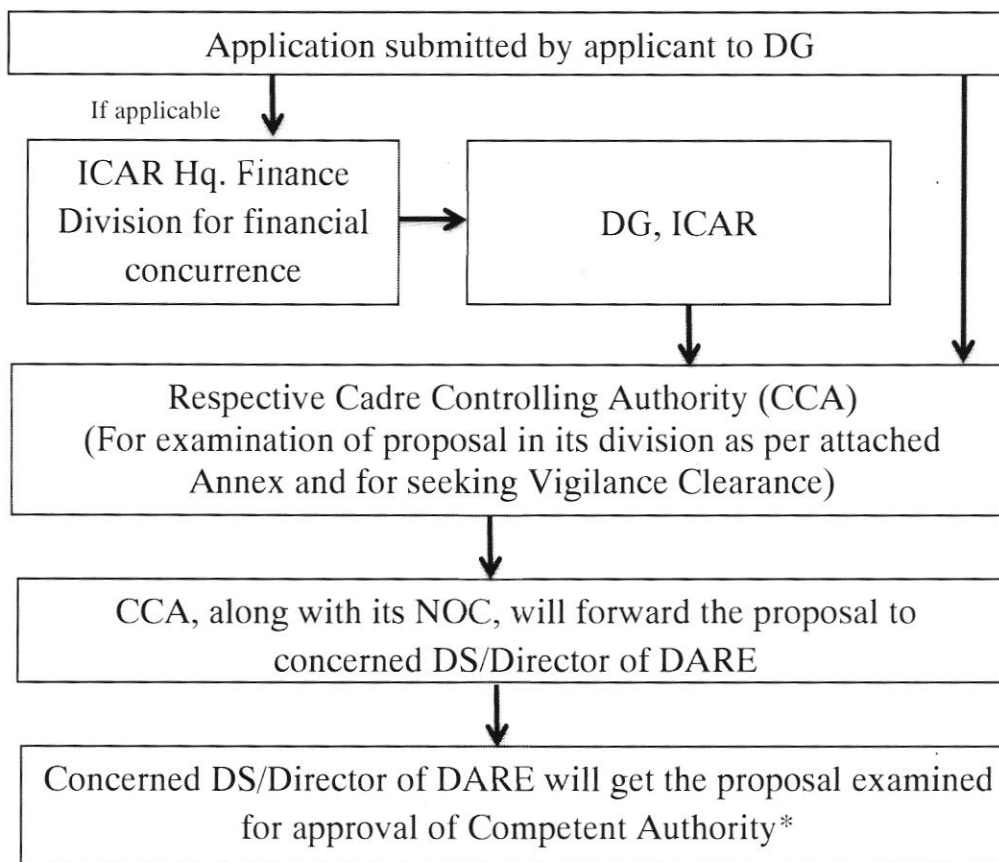 Application submitted by applicant to DG
If applicable
ICAR Hq. Finance
Division for financial
concurrence
DG, ICAR
Respective Cadre Controlling Authority (CCA)
(For examination of proposal in its division as per attached
Annex and for seeking Vigilance Clearance)
CCA, along with its NOC, will forward the proposal to
concerned DS/Director of DARE
Concerned DS/Director of DARE will get the proposal examined
for approval of Competent Authority*